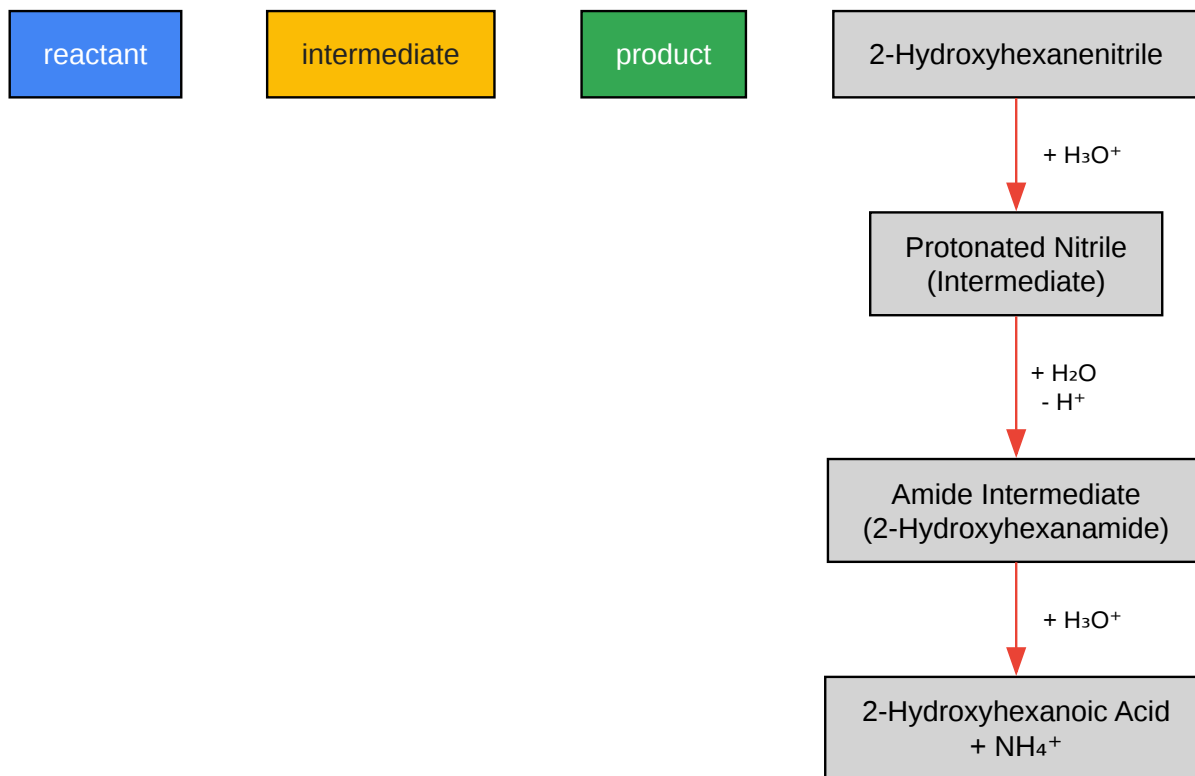 reactant
intermediate
product
2-Hydroxyhexanenitrile
+ H₃O⁺
Protonated Nitrile
(Intermediate)
+ H₂O
- H⁺
Amide Intermediate
(2-Hydroxyhexanamide)
+ H₃O⁺
2-Hydroxyhexanoic Acid
+ NH₄⁺